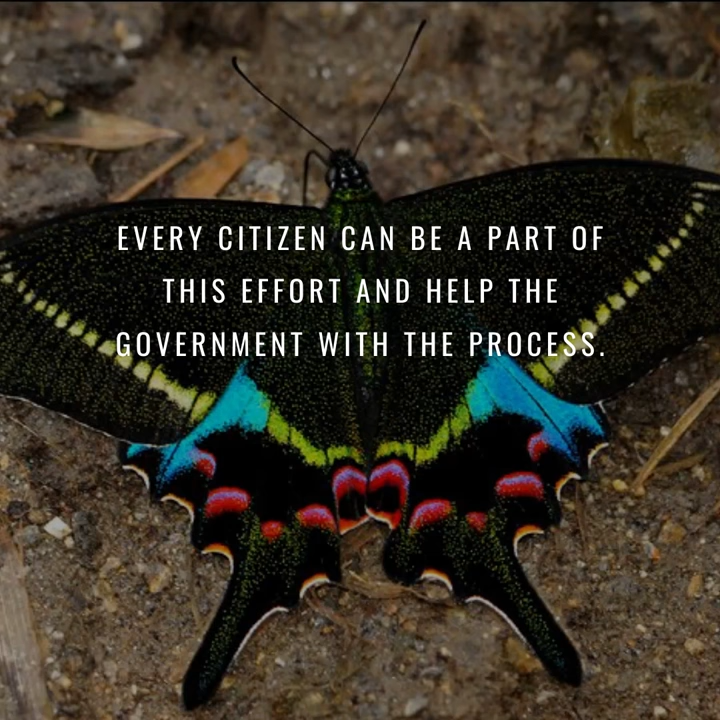 EVERY CITIZEN CAN BE A PART OF
THIS EFFORT AND HELP THE
GOVERNMENT WITH THE PROCESS.